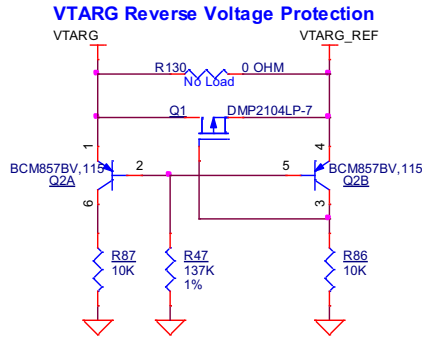 VTARG Reverse Voltage Protection
VTARG VTARG_REF
R130 0 OHM
No Load
Q1 DMP2104LP-7
1 4
BCM857BV,115 2 5 BCM857BV,115
Q2A Q2B
6 3
R87 R47 R86
10K 137K 10K
1%